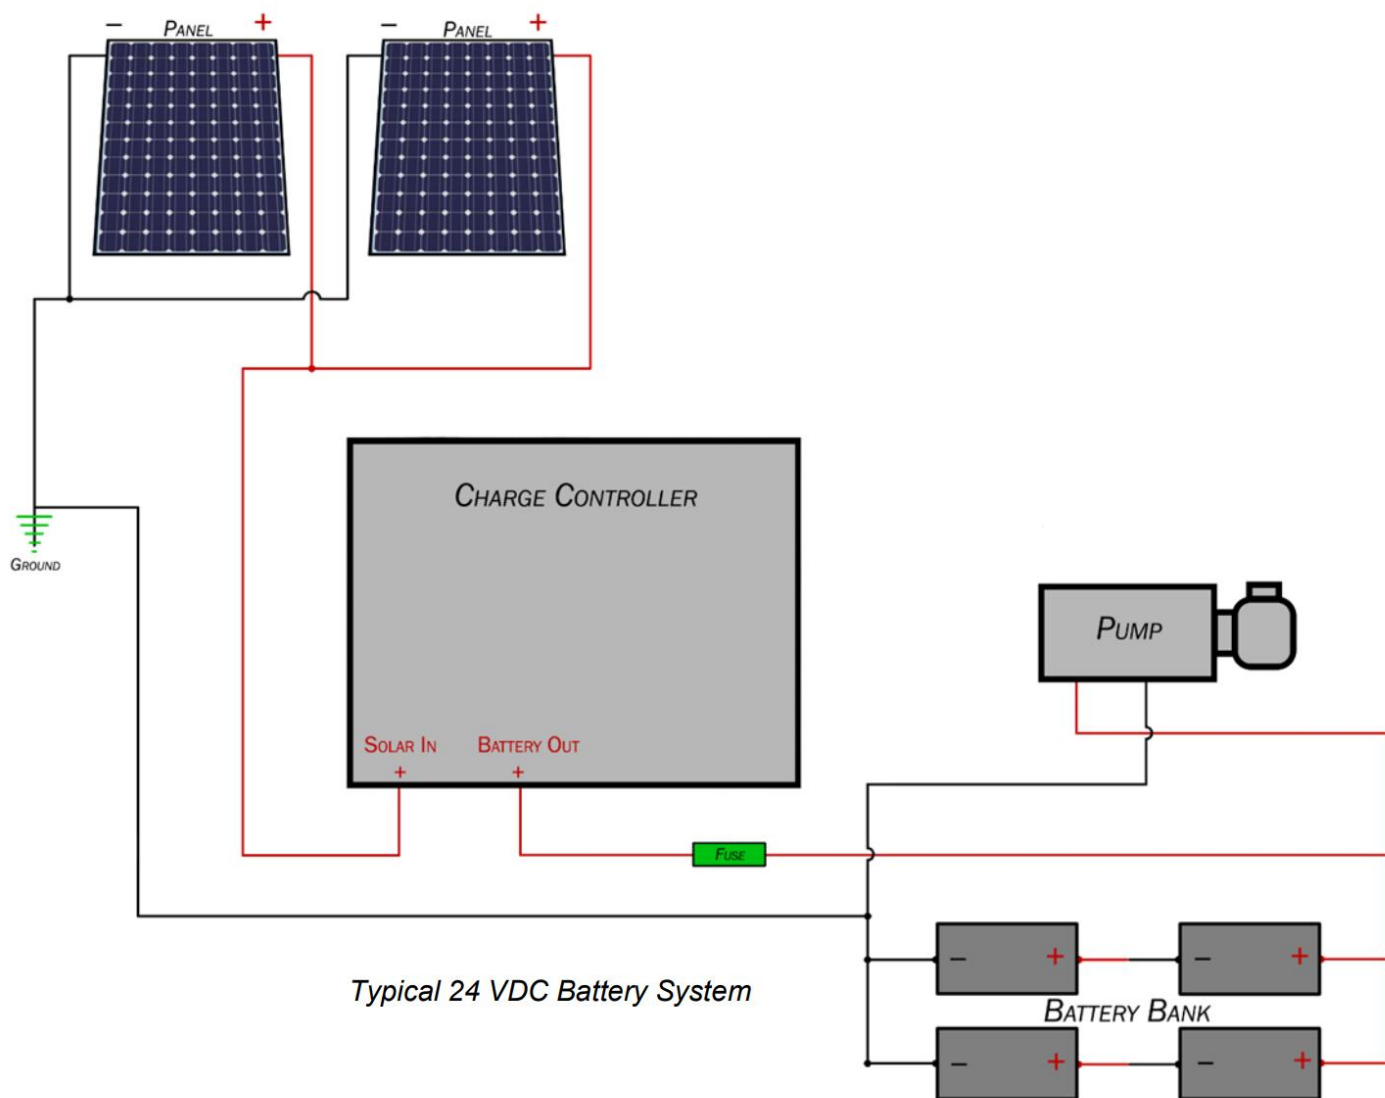 – PANEL + – PANEL +
CHARGE CONTROLLER
GROUND
PUMP
SOLAR IN BATTERY OUT
+ +
FUSE
– + – +
Typical 24 VDC Battery System
BATTERY BANK
– + – +